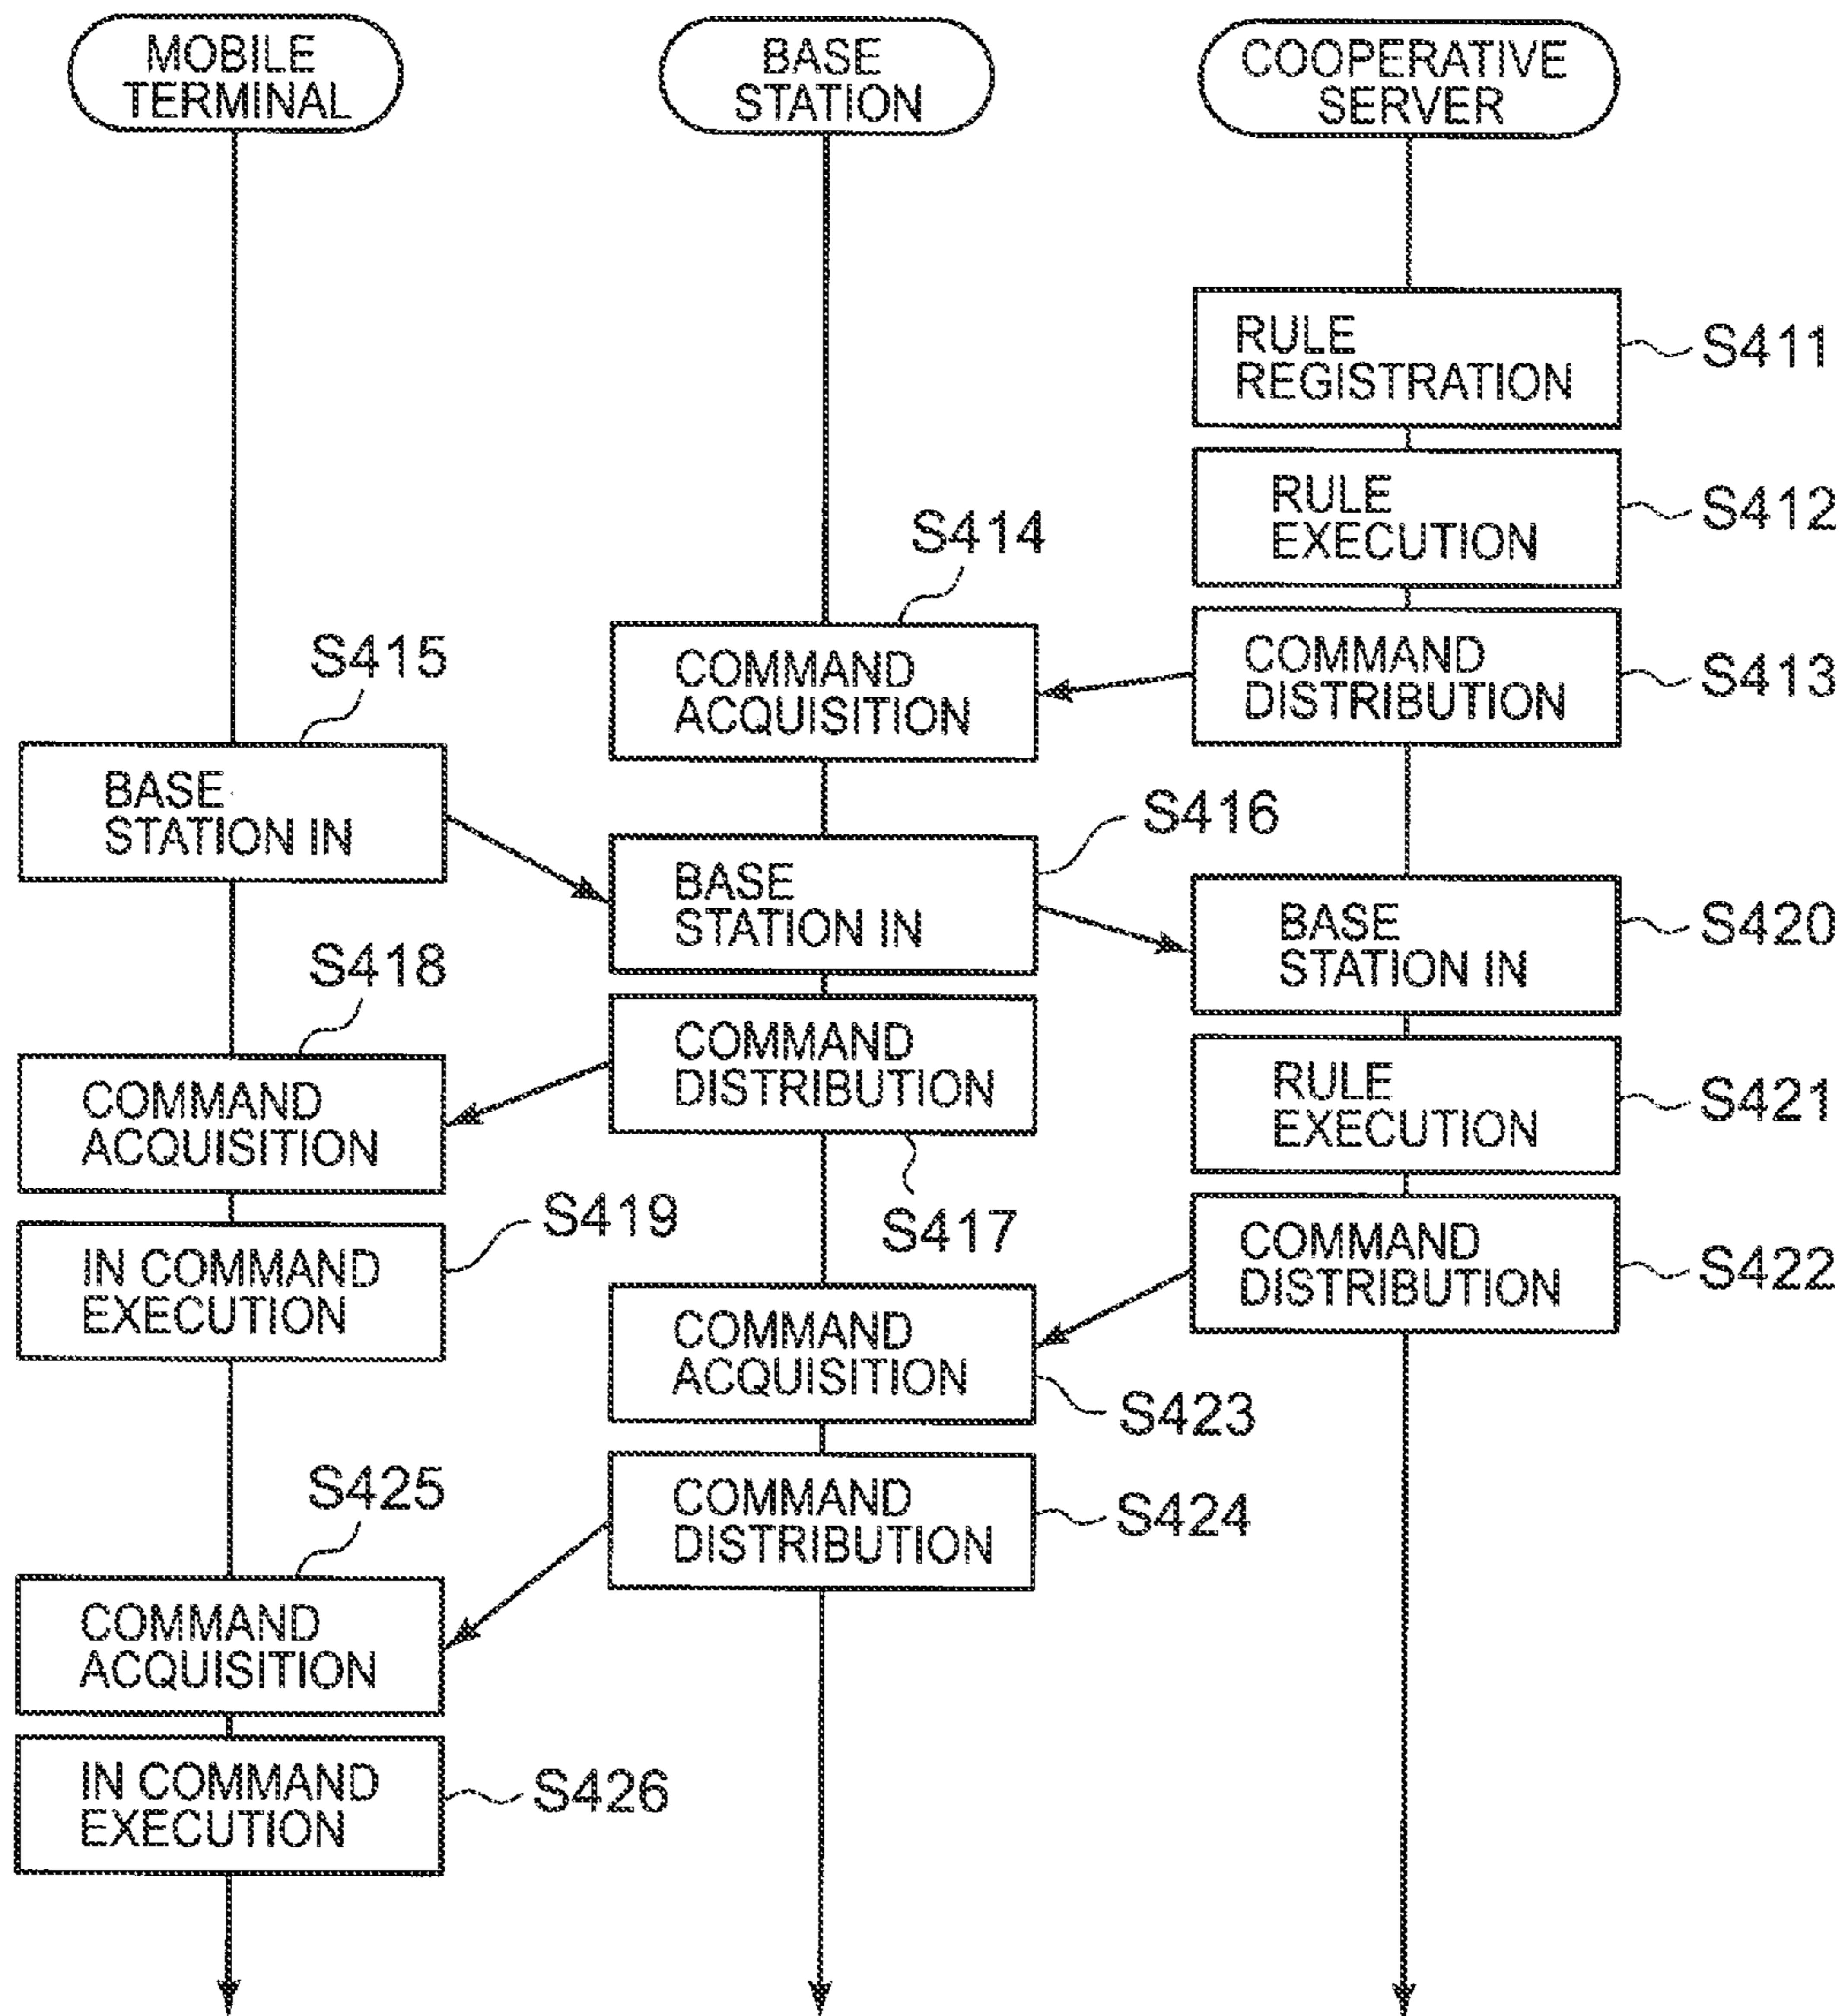 MOBILE
TERMINAL
BASE
STATION
COOPERATIVE
SERVER
RULE
REGISTRATION
S411
RULE
EXECUTION
S412
S414
COMMAND
ACQUISITION
COMMAND
DISTRIBUTION
S413
S415
BASE
STATION IN
S416
BASE
STATION IN
BASE
STATION IN
S420
S418
COMMAND
ACQUISITION
COMMAND
DISTRIBUTION
S417
RULE
EXECUTION
S421
IN COMMAND
EXECUTION
S419
COMMAND
DISTRIBUTION
S422
COMMAND
ACQUISITION
S423
COMMAND
DISTRIBUTION
S424
S425
COMMAND
ACQUISITION
IN COMMAND
EXECUTION
S426